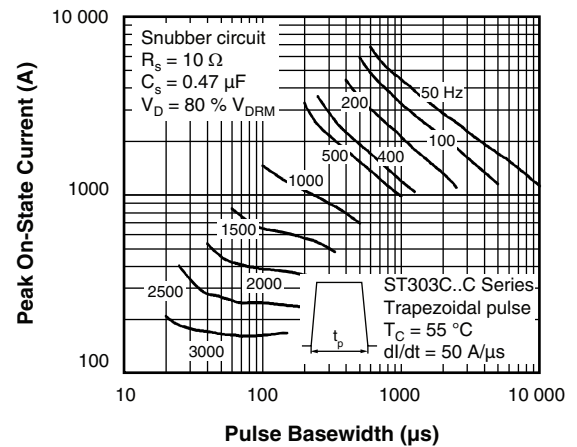 10 000
Snubber circuit
Rs = 10 Ω
Cs = 0.47 µF
VD = 80 % VDRM
50 Hz
200
100
400
500
1000
1000
1500
2000
2500
3000
ST303C..C Series
Trapezoidal pulse
TC = 55 °C
dI/dt = 50 A/µs
tp
100
10
100
1000
10 000
Peak On-State Current (A)
Pulse Basewidth (µs)